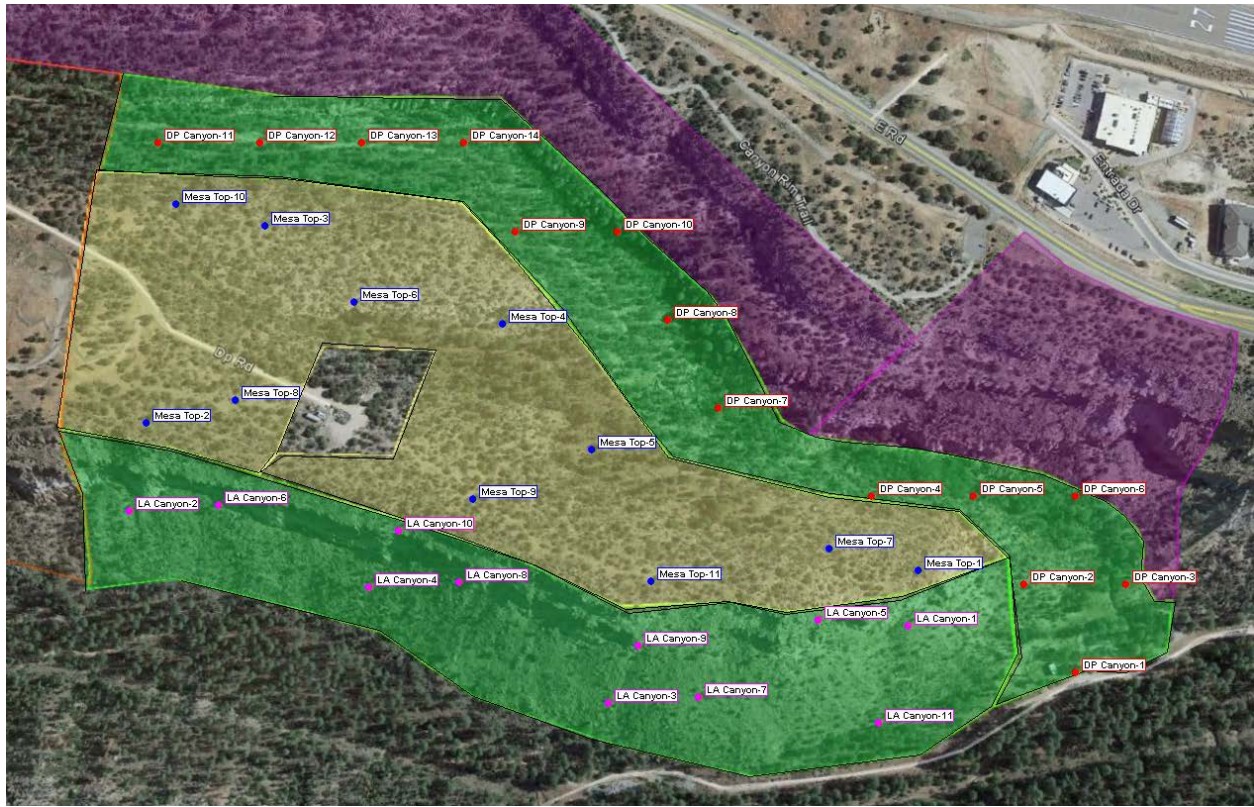 27
DP Canyon-11
DP Canyon-12
DP Canyon-13
DP Canyon-14
E Rd
Canyon Rim Trail
Entrada Dr
Mesa Top-10
Mesa Top-3
DP Canyon-9
DP Canyon-10
Mesa Top-6
Mesa Top-4
DP Canyon-8
Dp Rd
Mesa Top-8
Mesa Top-2
DP Canyon-7
Mesa Top-5
LA Canyon-2
LA Canyon-6
Mesa Top-9
DP Canyon-4
DP Canyon-5
DP Canyon-6
LA Canyon-10
Mesa Top-7
LA Canyon-4
LA Canyon-8
Mesa Top-11
Mesa Top-1
DP Canyon-2
DP Canyon-3
LA Canyon-5
LA Canyon-1
LA Canyon-9
DP Canyon-1
LA Canyon-3
LA Canyon-7
LA Canyon-11